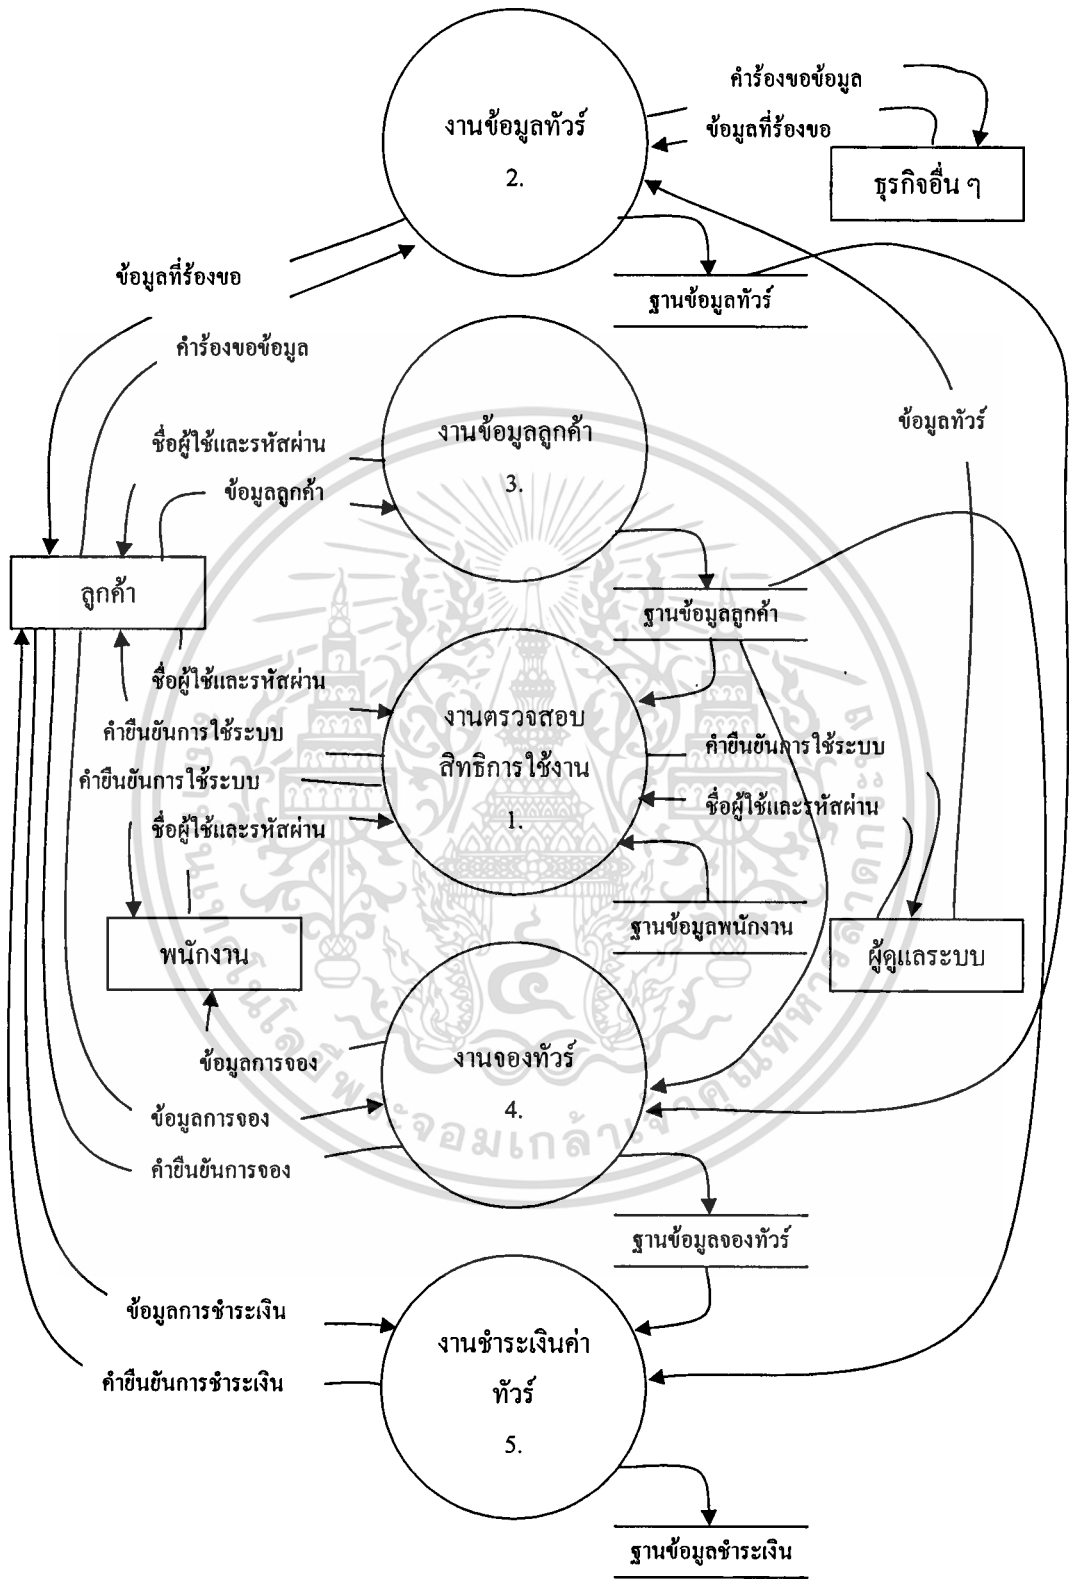 งานข้อมูลทัวร์
2.
คำร้องขอข้อมูล
ข้อมูลที่ร้องขอ
ธุรกิจอื่น ๆ
ข้อมูลที่ร้องขอ
ฐานข้อมูลทัวร์
คำร้องขอข้อมูล
งานข้อมูลลูกค้า
3.
ข้อมูลทัวร์
ชื่อผู้ใช้และรหัสผ่าน
ข้อมูลลูกค้า
ลูกค้า
ฐานข้อมูลลูกค้า
ชื่อผู้ใช้และรหัสผ่าน
คำยืนยันการใช้ระบบ
คำยืนยันการใช้ระบบ
ชื่อผู้ใช้และรหัสผ่าน
งานตรวจสอบ
สิทธิการใช้งาน
1.
คำยืนยันการใช้ระบบ
ชื่อผู้ใช้และรหัสผ่าน
ฐานข้อมูลพนักงาน
พนักงาน
ผู้ดูแลระบบ
ข้อมูลการจอง
งานจองทัวร์
4.
ข้อมูลการจอง
คำยืนยันการจอง
ฐานข้อมูลจองทัวร์
ข้อมูลการชำระเงิน
งานชำระเงินค่า
ทัวร์
5.
คำยืนยันการชำระเงิน
ฐานข้อมูลชำระเงิน